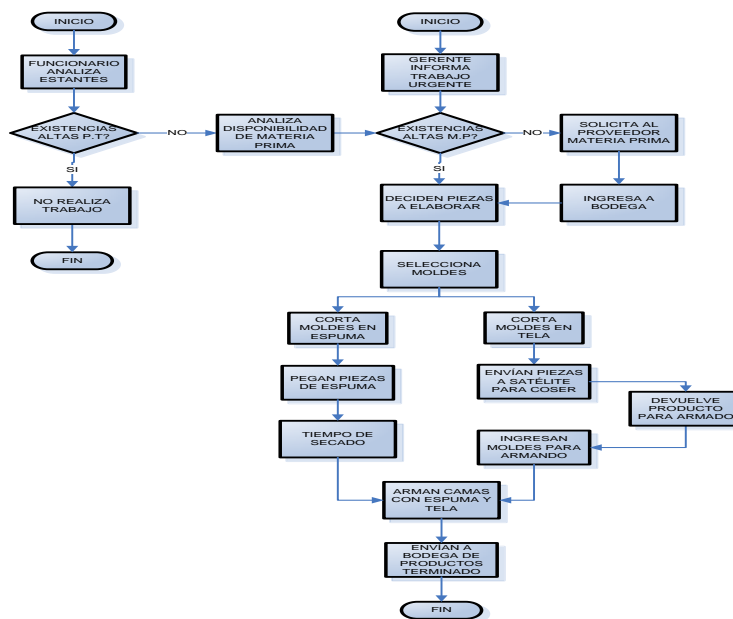 INICIO
FUNCIONARIO
ANALIZA
ESTANTES
EXISTENCIAS
ALTAS P.T?
NO
SI
NO REALIZA
TRABAJO
FIN
ANALIZA
DISPONIBILIDAD
DE MATERIA
PRIMA
INICIO
GERENTE
INFORMA
TRABAJO
URGENTE
EXISTENCIAS
ALTAS M.P?
NO
SI
SOLICITA AL
PROVEEDOR
MATERIA PRIMA
INGRESA A
BODEGA
DECIDEN PIEZAS
A ELABORAR
SELECCIONA
MOLDES
CORTA
MOLDES EN
ESPUMA
PEGAN PIEZAS
DE ESPUMA
TIEMPO DE
SECADO
CORTA
MOLDES EN
TELA
ENVÍAN PIEZAS
A SATÉLITE
PARA COSER
DEVUELVE
PRODUCTO
PARA ARMADO
INGRESAN
MOLDES PARA
ARMANDO
ARMAN CAMAS
CON ESPUMA Y
TELA
ENVÍAN A
BODEGA DE
PRODUCTOS
TERMINADO
FIN